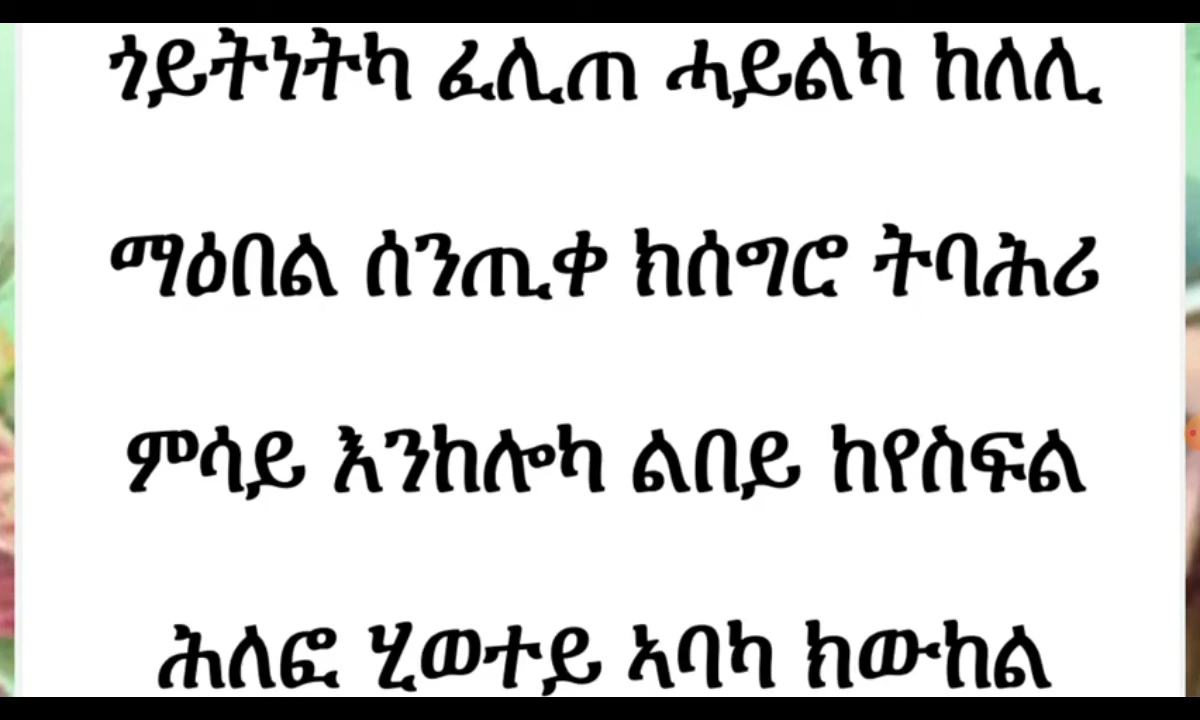 ጎይትነትካ ፈሊጠ ሓይልካ ከለሊ
ማዕበል ሰንጢቀ ክሰግሮ ትባሕሪ
ምሳይ እንከሎካ ልበይ ከየስፍል
ሕለፎ ሂወተይ ኣባካ ክውከል